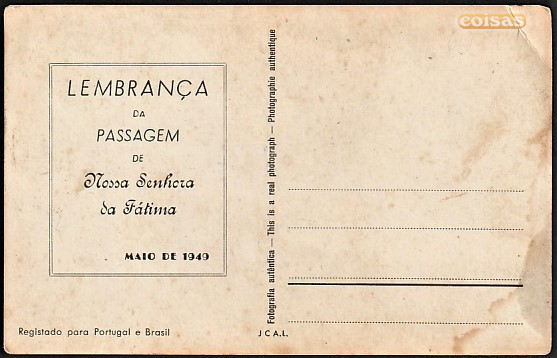 coisas
LEMBRANÇA
DA
PASSAGEM
DE
Nossa Senhora
da Fátima
MAIO DE 1949
Fotografia autêntica — This is a real photograph — Photographie authentique
Registado para Portugal e Brasil
J C A L.